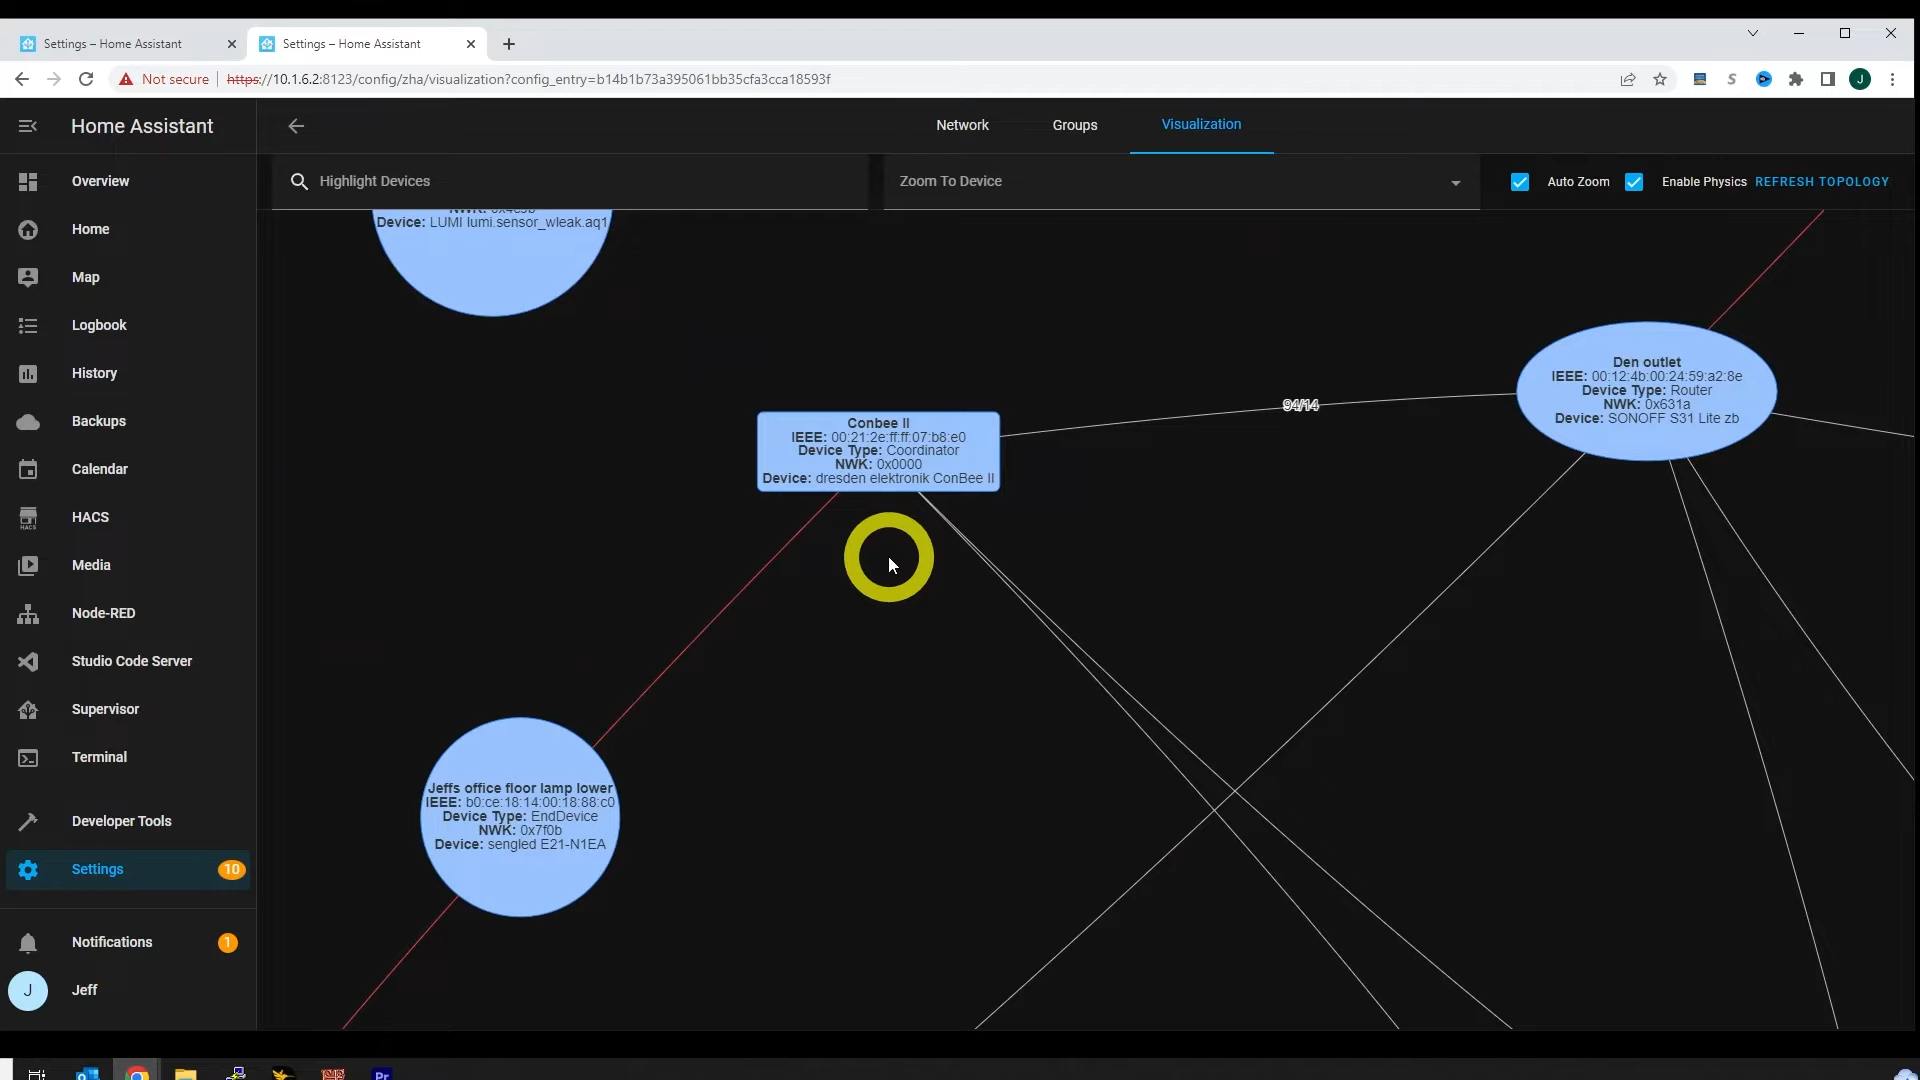 Settings – Home Assistant
Settings – Home Assistant
Not secure
https://10.1.6.2:8123/config/zha/visualization?config_entry=b14b1b73a395061bb35cfa3cca18593f
S
J
Home Assistant
Network
Groups
Visualization
Highlight Devices
Zoom To Device
Auto Zoom
Enable Physics
REFRESH TOPOLOGY
Overview
Home
Map
Logbook
History
Backups
Calendar
HACS
HACS
Media
Node-RED
Studio Code Server
Supervisor
Terminal
Developer Tools
Settings
10
Notifications
1
J
Jeff
Device: LUMI lumi.sensor_wleak.aq1
Conbee II
IEEE: 00:21:2e:ff:ff:07:b8:e0
Device Type: Coordinator
NWK: 0x0000
Device: dresden elektronik ConBee II
94/14
Den outlet
IEEE: 00:12:4b:00:24:59:a2:8e
Device Type: Router
NWK: 0x631a
Device: SONOFF S31 Lite zb
Jeffs office floor lamp lower
IEEE: b0:ce:18:14:00:18:88:c0
Device Type: EndDevice
NWK: 0x7f0b
Device: sengled E21-N1EA
Pr